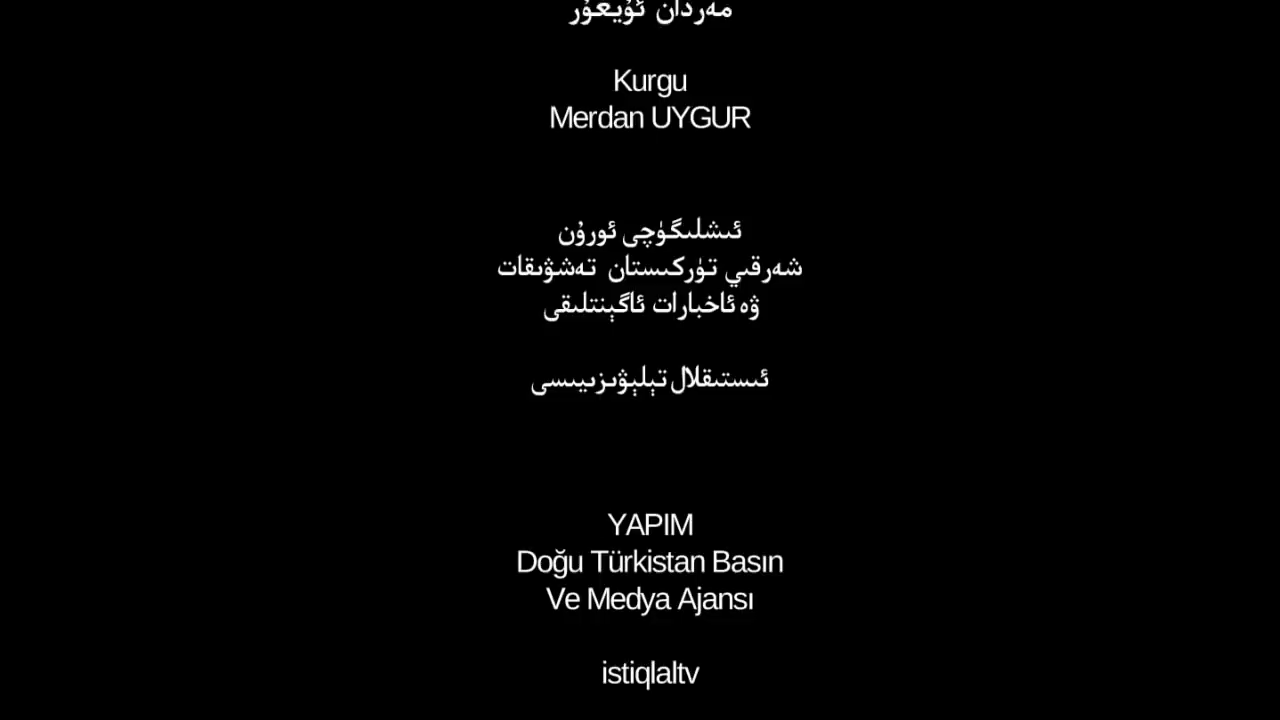 مەردان ئۇيغۇر
Kurgu
Merdan UYGUR
ئىشلىگۈچى ئورۇن
شەرقىي تۈركىستان تەشۋىقات
ۋە ئاخبارات ئاگېنتلىقى
ئىستىقلال تېلېۋىزىيىسى
YAPIM
Doğu Türkistan Basın
Ve Medya Ajansı
istiqlaltv